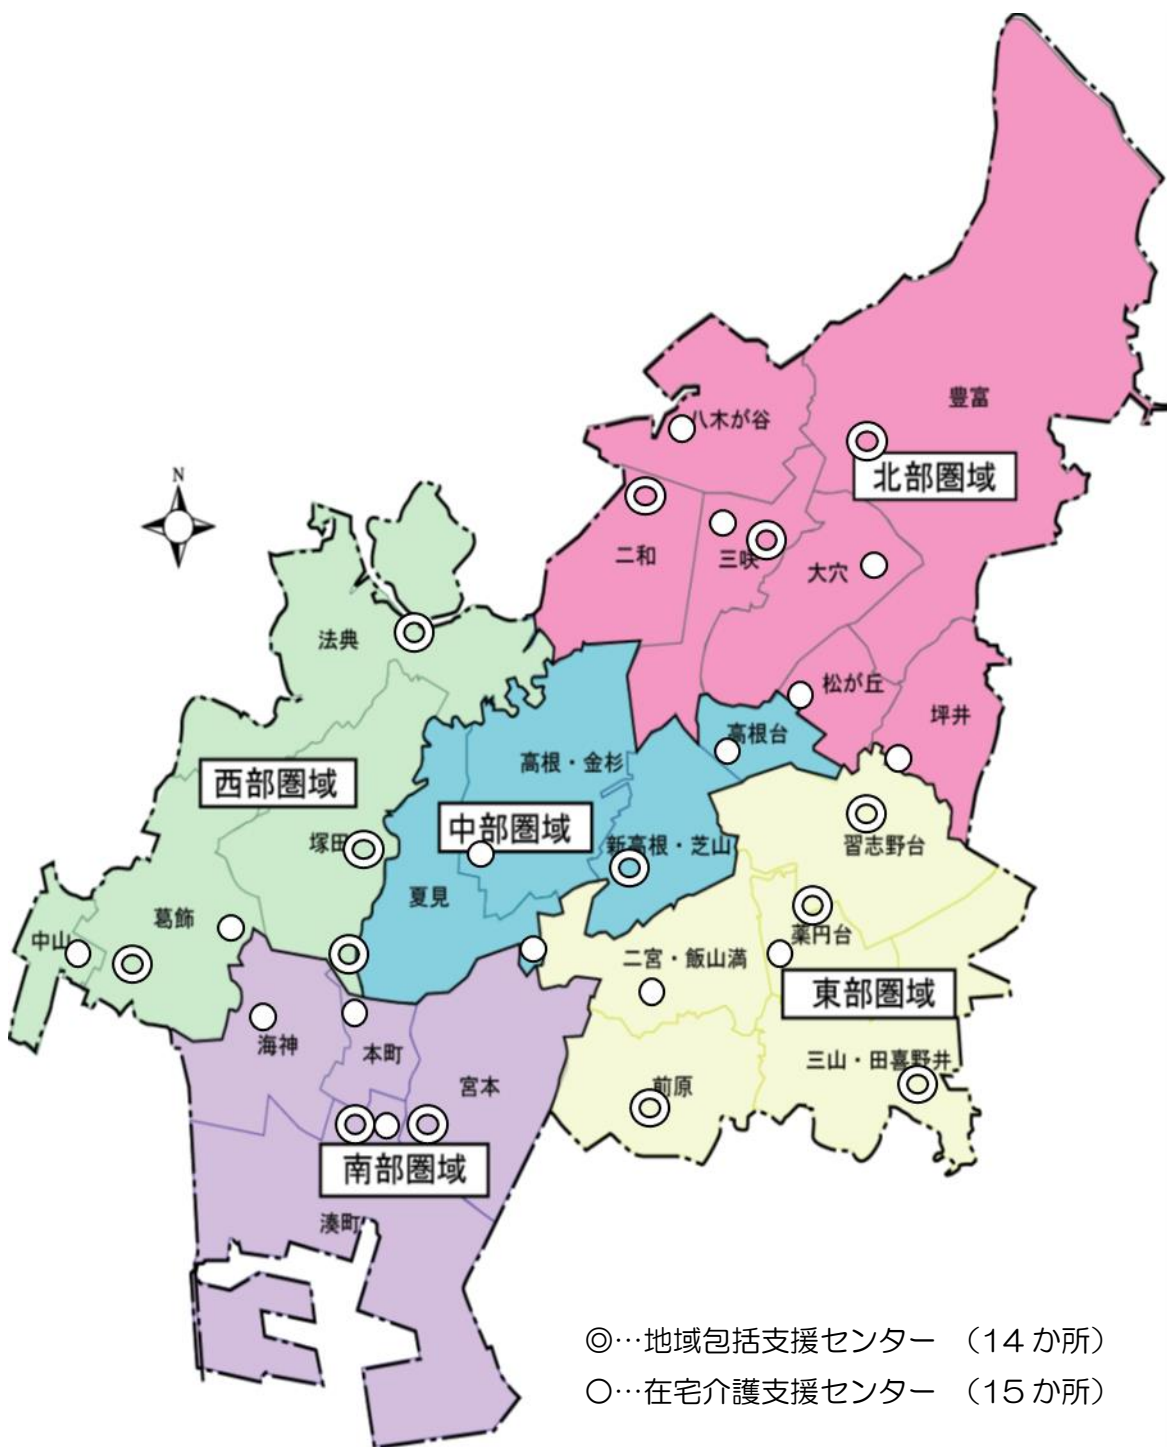 豊富
八木が谷
北部圏域
N
二和
三咲
大穴
法典
松が丘
坪井
高根台
高根・金杉
西部圏域
中部圏域
塚田
新高根・芝山
習志野台
夏見
葛飾
中山
薬円台
二宮・飯山満
東部圏域
海神
本町
宮本
前原
三山・田喜野井
南部圏域
湊町
◎…地域包括支援センター （14か所）
○…在宅介護支援センター （15か所）